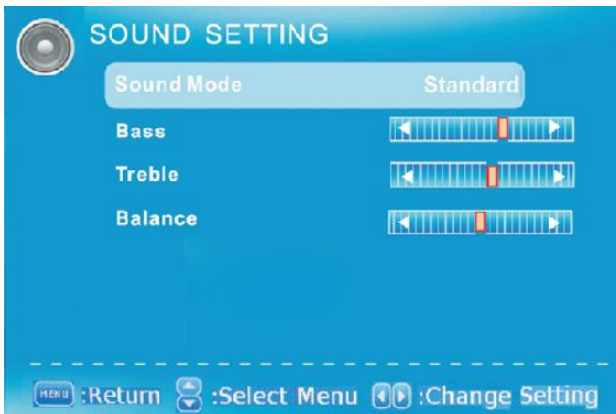 SOUND SETTING
Sound Mode Standard
Bass
Treble
Balance
MENU :Return :Select Menu :Change Setting